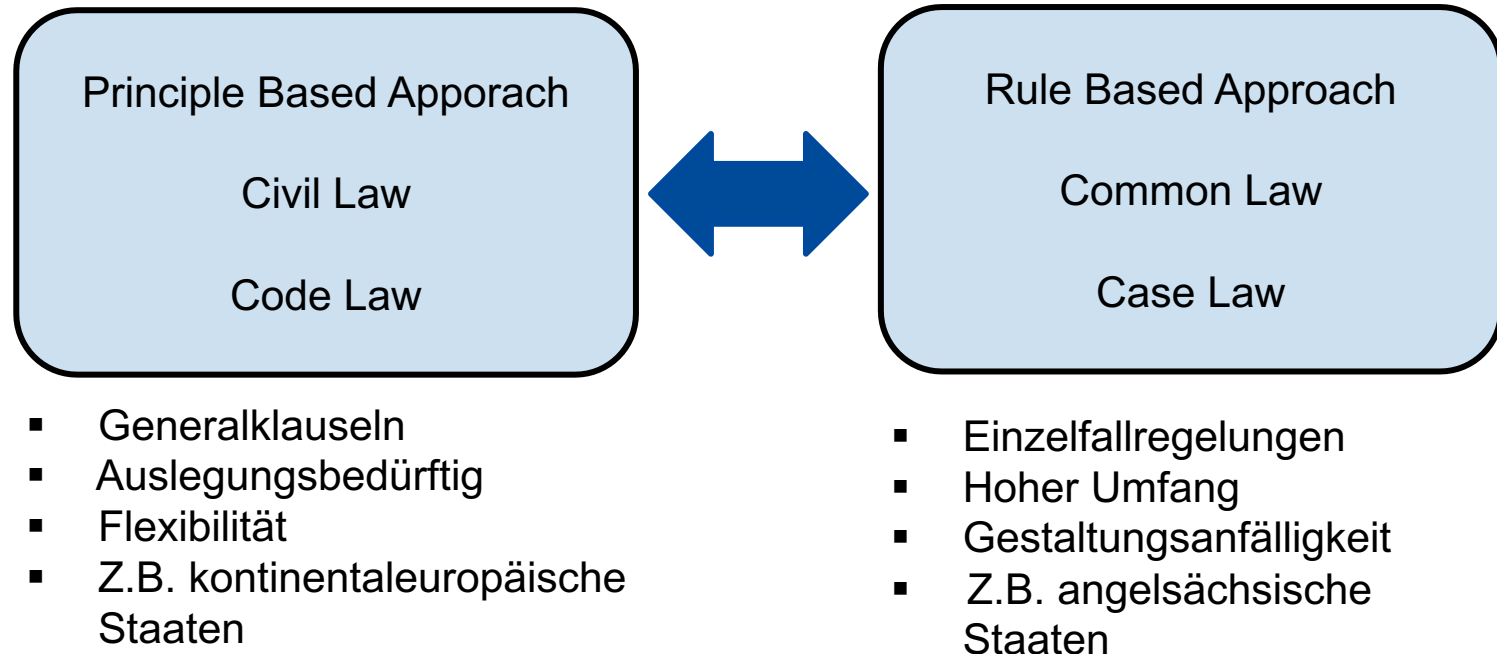 Principle Based Apporach
Civil Law
Code Law
▪ Generalklauseln
▪ Auslegungsbedürftig
▪ Flexibilität
▪ Z.B. kontinentaleuropäische
Staaten
Rule Based Approach
Common Law
Case Law
▪ Einzelfallregelungen
▪ Hoher Umfang
▪ Gestaltungsanfälligkeit
▪ Z.B. angelsächsische
Staaten